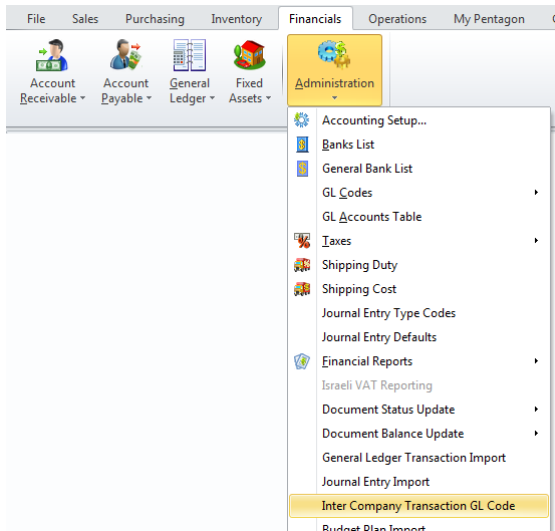 File Sales Purchasing Inventory Financials Operations My Pentagon
Account Receivable
Account Payable
General Ledger
Fixed Assets
Administration
Accounting Setup...
Banks List
General Bank List
GL Codes
GL Accounts Table
Taxes
Shipping Duty
Shipping Cost
Journal Entry Type Codes
Journal Entry Defaults
Financial Reports
Israeli VAT Reporting
Document Status Update
Document Balance Update
General Ledger Transaction Import
Journal Entry Import
Inter Company Transaction GL Code
Budget Plan Import